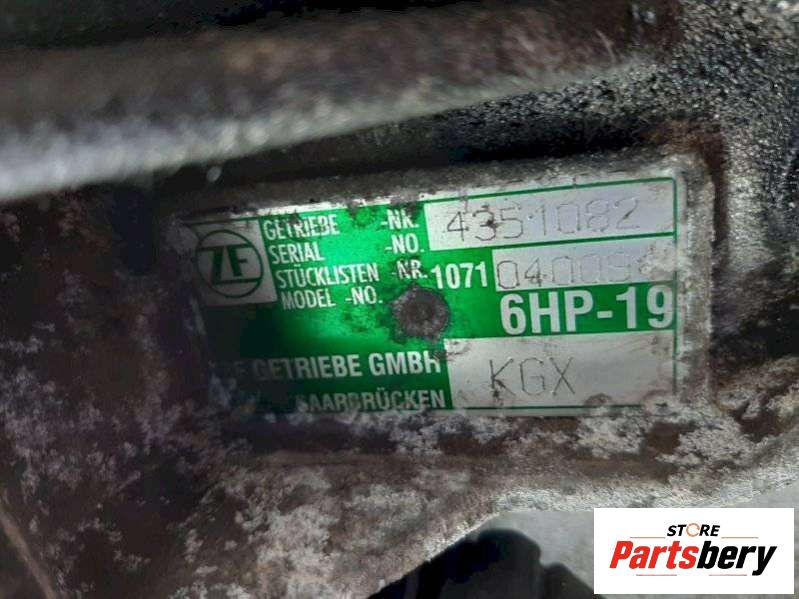 ZF
GETRIEBE -NR. 4351082
SERIAL -NO.
STÜCKLISTEN -NR. 1071
MODEL -NO.
6HP-19
GETRIEBE GMBH
KGX
SAARBRÜCKEN
STORE
Partsbery